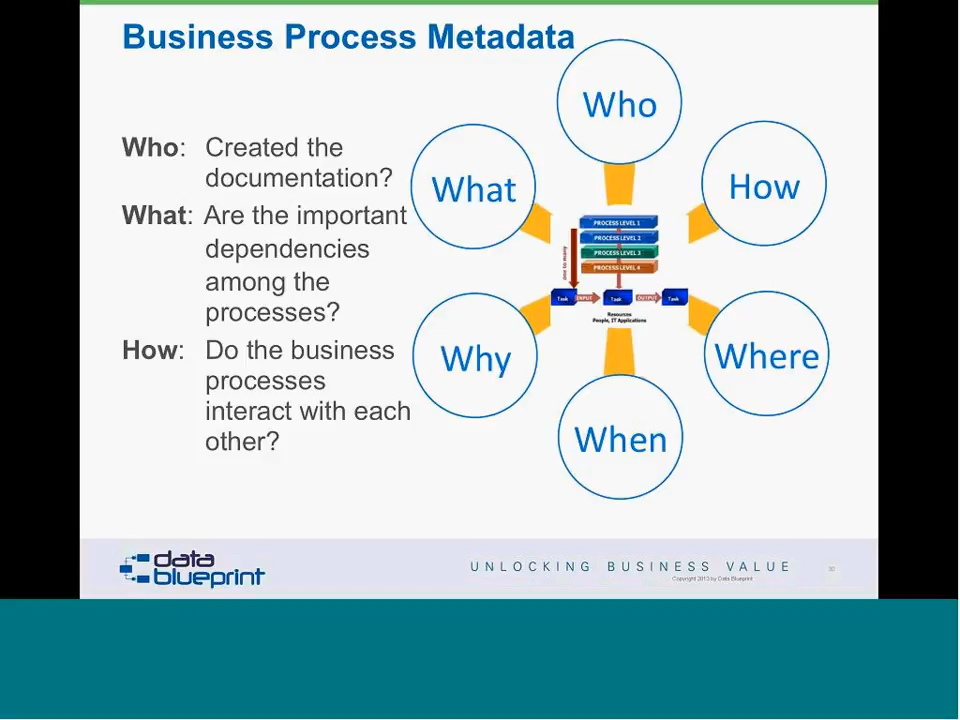 Business Process Metadata
Who: Created the
documentation?
What: Are the important
dependencies
among the
processes?
How: Do the business
processes
interact with each
other?
Who
What
How
Why
Where
When
PROCESS LEVEL 1
PROCESS LEVEL 2
PROCESS LEVEL 3
PROCESS LEVEL 4
one to many
Task INPUT Task OUTPUT Task
Resources
People, IT Applications
data
blueprint
UNLOCKING BUSINESS VALUE
Copyright 2013 by Data Blueprint